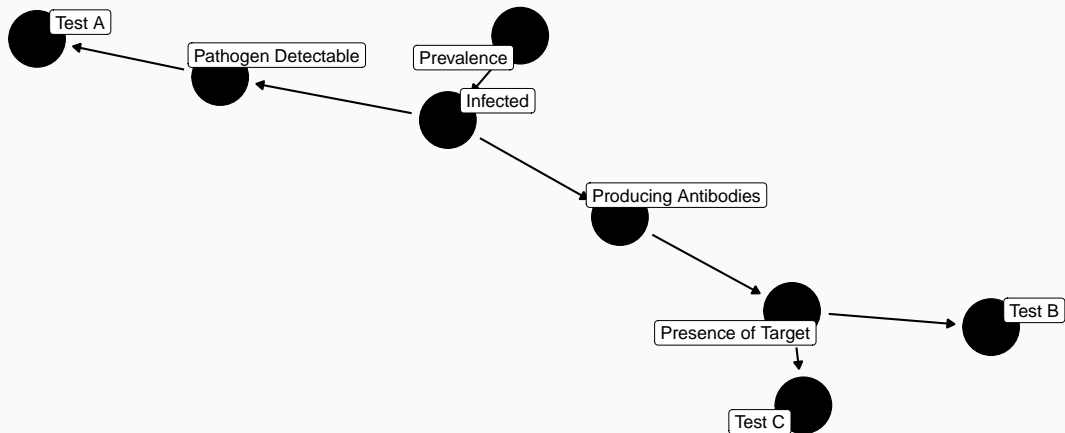 Test A
Pathogen Detectable
Prevalence
Infected
Producing Antibodies
Presence of Target
Test B
Test C